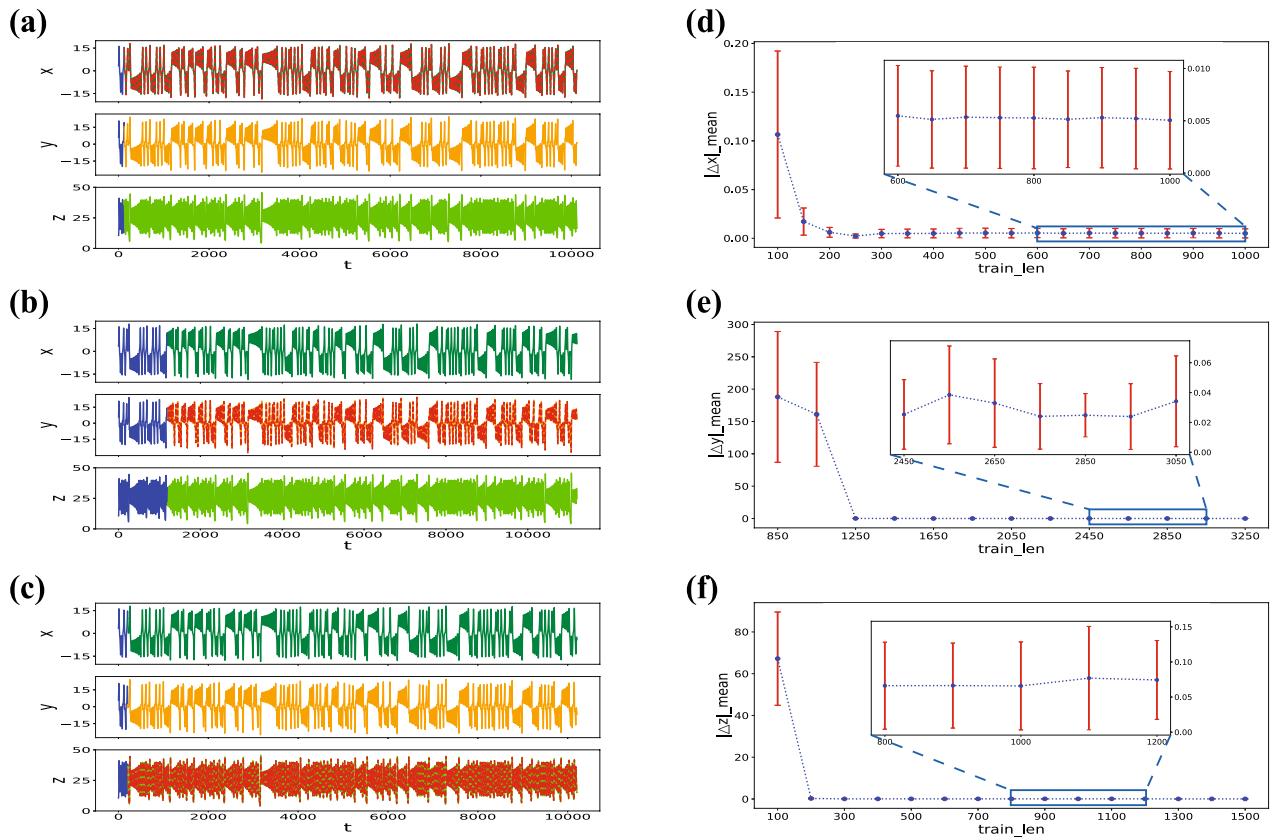 (a)
x
15
0
−15
y
15
0
−15
z
50
25
0
0 2000 4000 6000 8000 10000
t
(b)
x
15
0
−15
y
15
0
−15
z
50
25
0
0 2000 4000 6000 8000 10000
t
(c)
x
15
0
−15
y
15
0
−15
z
50
25
0
0 2000 4000 6000 8000 10000
t
(d)
|Δx|_mean
0.20
0.15
0.10
0.05
0.00
0.010
0.005
0.000
600 800 1000
100 200 300 400 500 600 700 800 900 1000
train_len
(e)
|Δy|_mean
300
250
200
150
100
50
0
0.06
0.04
0.02
0.00
2450 2650 2850 3050
850 1250 1650 2050 2450 2850 3250
train_len
(f)
|Δz|_mean
80
60
40
20
0
0.15
0.10
0.05
0.00
800 1000 1200
100 300 500 700 900 1100 1300 1500
train_len